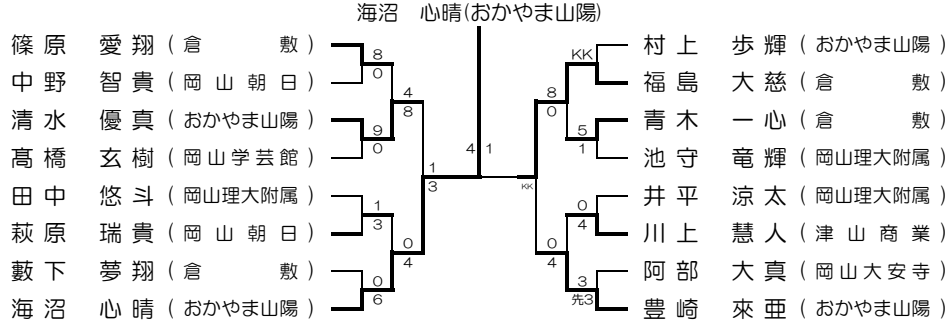 海沼 心晴(おかやま山陽)
篠原 愛翔 (倉敷)
中野 智貴 (岡山朝日)
清水 優真 (おかやま山陽)
髙橋 玄樹 (岡山学芸館)
田中 悠斗 (岡山理大附属)
萩原 瑞貴 (岡山朝日)
藪下 夢翔 (倉敷)
海沼 心晴 (おかやま山陽)
8
0
9
0
1
3
0
6
4
8
0
4
1
3
4 1
KK
8
0
0
4
KK
5
1
0
4
3
先3
村上 歩輝 (おかやま山陽)
福島 大慈 (倉敷)
青木 一心 (倉敷)
池守 竜輝 (岡山理大附属)
井平 涼太 (岡山理大附属)
川上 慧人 (津山商業)
阿部 大真 (岡山大安寺)
豊崎 來亜 (おかやま山陽)